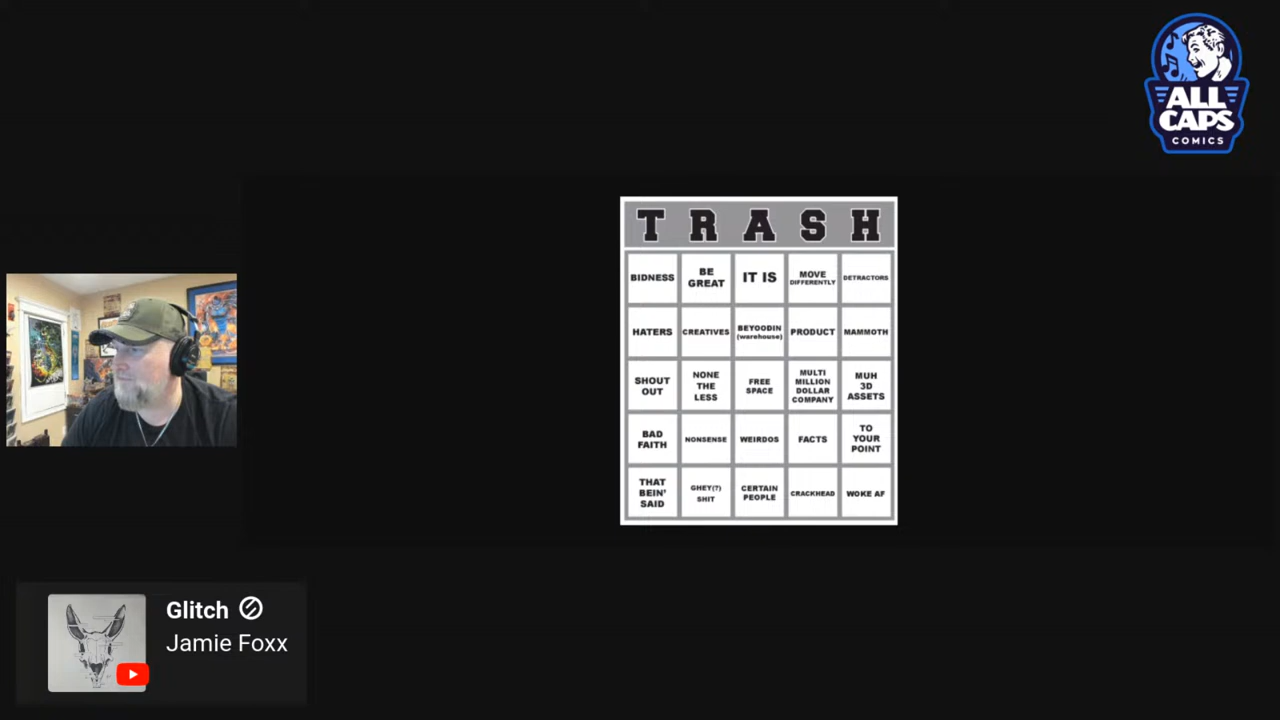 ALL
CAPS
COMICS
T R A S H
BIDNESS
BE
GREAT
IT IS
MOVE
DIFFERENTLY
DETRACTORS
HATERS
CREATIVES
BEYOODIN
(warehouse)
PRODUCT
MAMMOTH
SHOUT
OUT
NONE
THE
LESS
FREE
SPACE
MULTI
MILLION
DOLLAR
COMPANY
MUH
3D
ASSETS
BAD
FAITH
NONSENSE
WEIRDOS
FACTS
TO
YOUR
POINT
THAT
BEIN'
SAID
GHEY(?)
SHIT
CERTAIN
PEOPLE
CRACKHEAD
WOKE AF
Glitch
Jamie Foxx